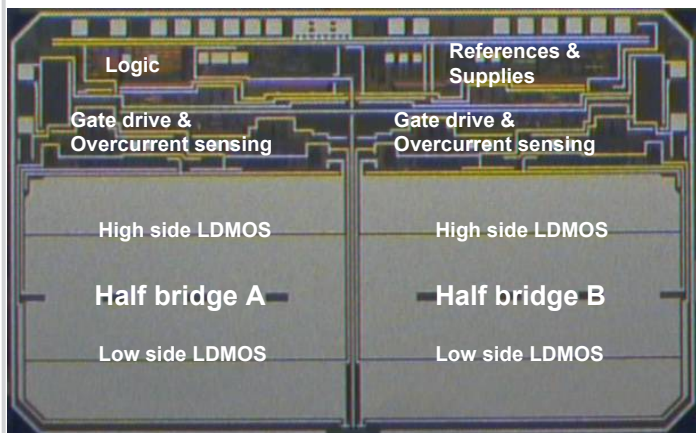 Logic
References &
Supplies
Gate drive &
Overcurrent sensing
Gate drive &
Overcurrent sensing
High side LDMOS
High side LDMOS
Half bridge A
Half bridge B
Low side LDMOS
Low side LDMOS